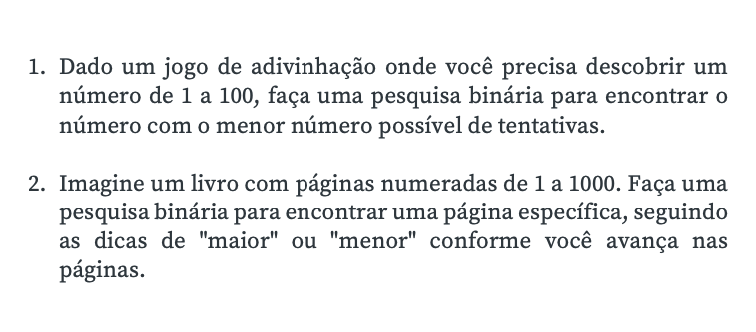 1. Dado um jogo de adivinhação onde você precisa descobrir um
número de 1 a 100, faça uma pesquisa binária para encontrar o
número com o menor número possível de tentativas.
2. Imagine um livro com páginas numeradas de 1 a 1000. Faça uma
pesquisa binária para encontrar uma página específica, seguindo
as dicas de "maior" ou "menor" conforme você avança nas
páginas.